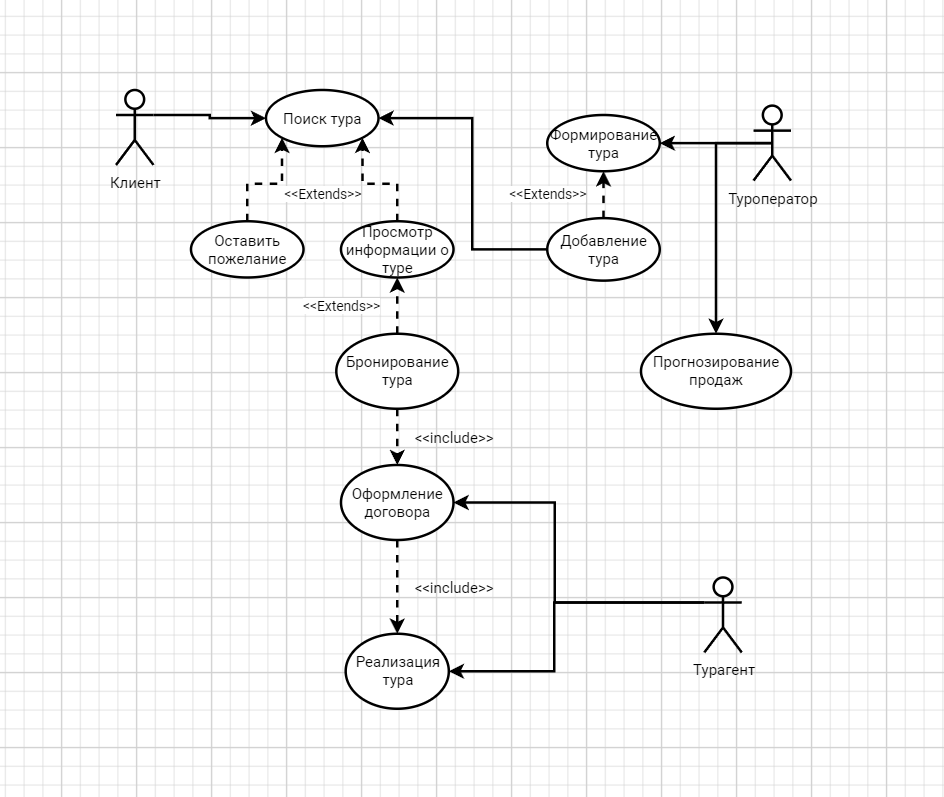 Поиск тура
Формирование
тура
Клиент
Туроператор
<<Extends>>
<<Extends>>
Оставить
пожелание
Просмотр
информации о
туре
Добавление
тура
<<Extends>>
Бронирование
тура
Прогнозирование
продаж
<<include>>
Оформление
договора
<<include>>
Реализация
тура
Турагент